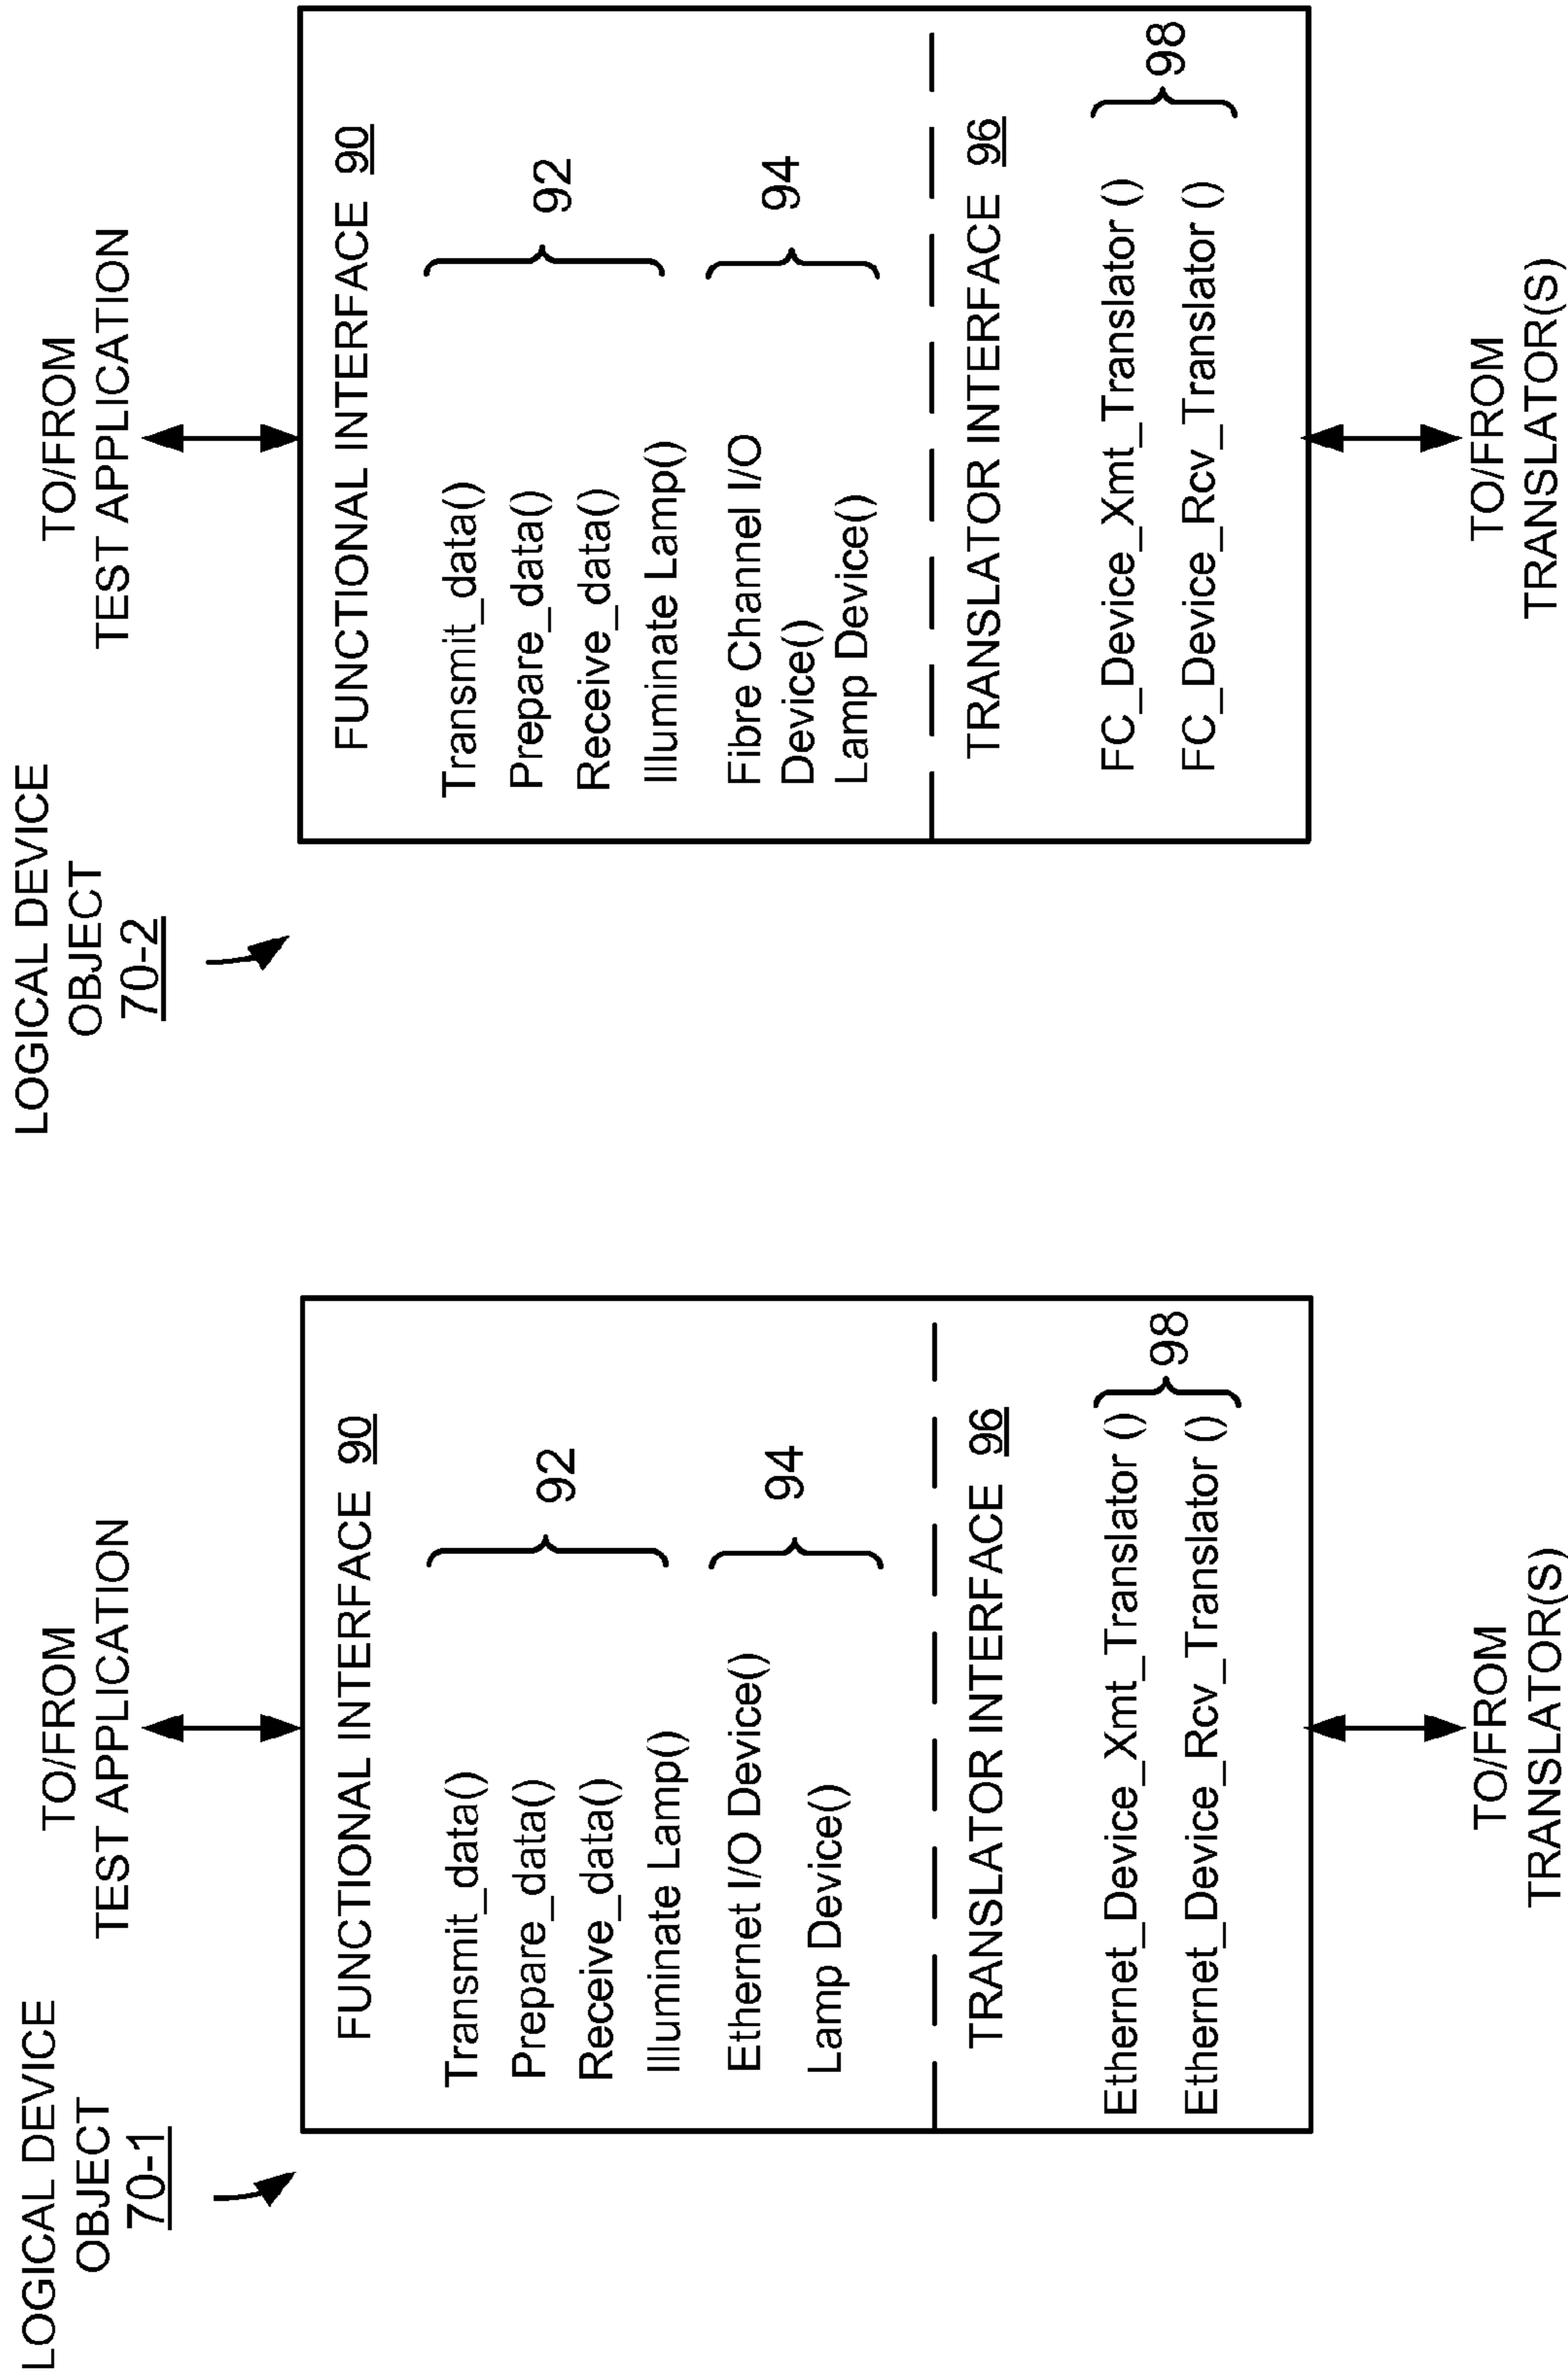 LOGICAL DEVICE
OBJECT
70-1
TO/FROM
TEST APPLICATION
FUNCTIONAL INTERFACE 90
Transmit_data()
Prepare_data()
Receive_data()
Illuminate Lamp()
92
Ethernet I/O Device()
Lamp Device()
94
TRANSLATOR INTERFACE 96
Ethernet_Device_Xmt_Translator ()
Ethernet_Device_Rcv_Translator ()
98
TO/FROM
TRANSLATOR(S)
LOGICAL DEVICE
OBJECT
70-2
TO/FROM
TEST APPLICATION
FUNCTIONAL INTERFACE 90
Transmit_data()
Prepare_data()
Receive_data()
Illuminate Lamp()
92
Fibre Channel I/O
Device()
Lamp Device()
94
TRANSLATOR INTERFACE 96
FC_Device_Xmt_Translator ()
FC_Device_Rcv_Translator ()
98
TO/FROM
TRANSLATOR(S)